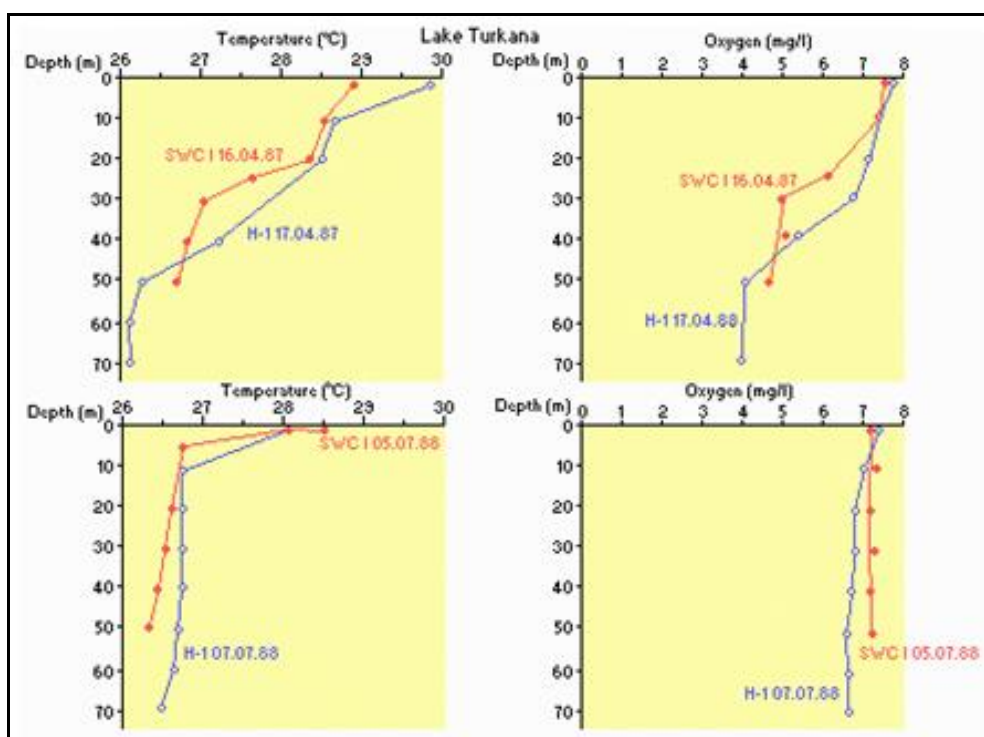 Temperature (°C) Lake Turkana Oxygen (mg/l)
Depth (m) 26 27 28 29 30 Depth (m) 0 1 2 3 4 5 6 7 8
0 0
10 10
SWC I 16.04.87
20 20
SWC I 16.04.87
30 30
H-1 17.04.87
40 40
50 50
H-1 17.04.88
60 60
70 70
Temperature (°C) Oxygen (mg/l)
Depth (m) 26 27 28 29 30 Depth (m) 0 1 2 3 4 5 6 7 8
0 0
SWC I 05.07.88
10 10
20 20
30 30
40 40
50 50
SWC I 05.07.88
60 60
H-1 07.07.88 H-1 07.07.88
70 70